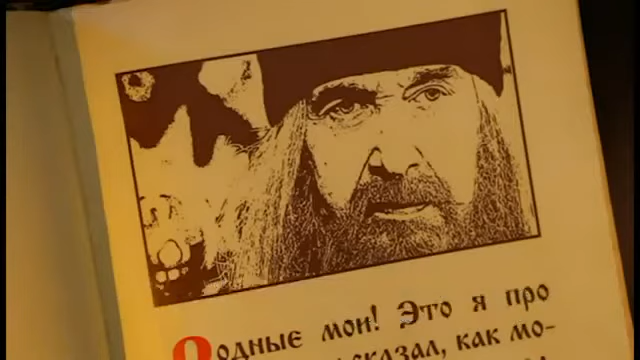 Родные мои! Это я про
сказал, как мо-